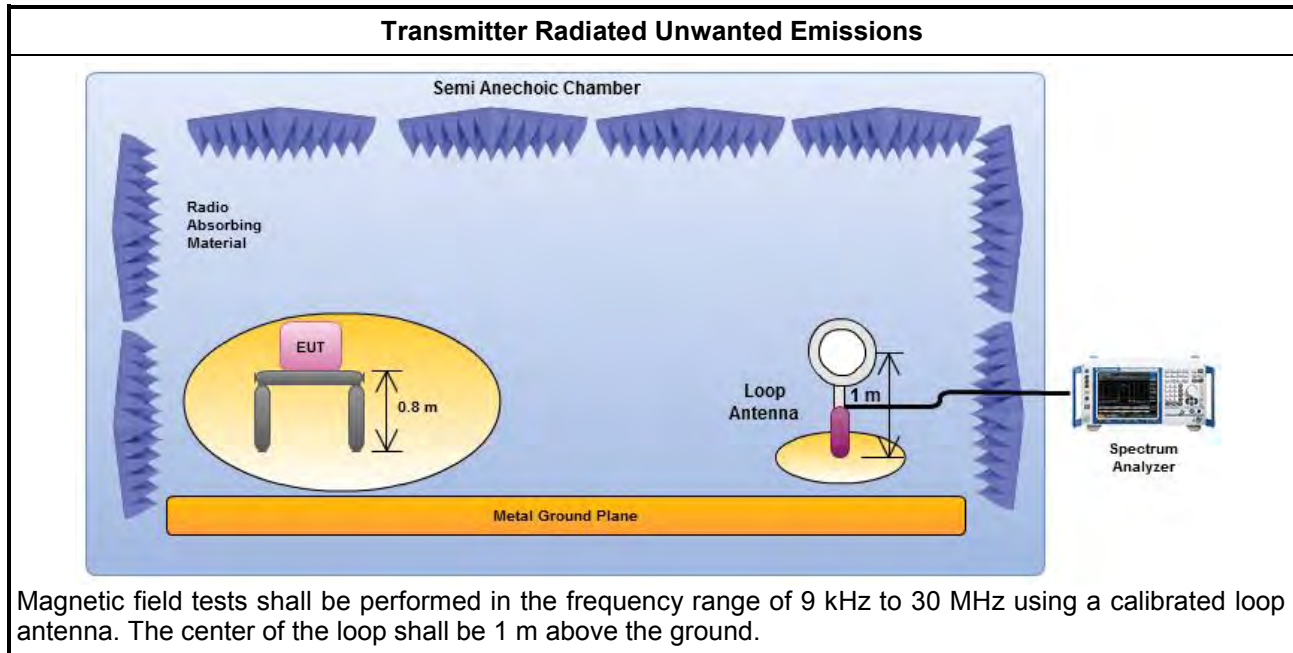 Transmitter Radiated Unwanted Emissions
Semi Anechoic Chamber
Radio
Absorbing
Material
EUT
0.8 m
Loop
Antenna
1 m
Spectrum
Analyzer
Metal Ground Plane
Magnetic field tests shall be performed in the frequency range of 9 kHz to 30 MHz using a calibrated loop
antenna. The center of the loop shall be 1 m above the ground.